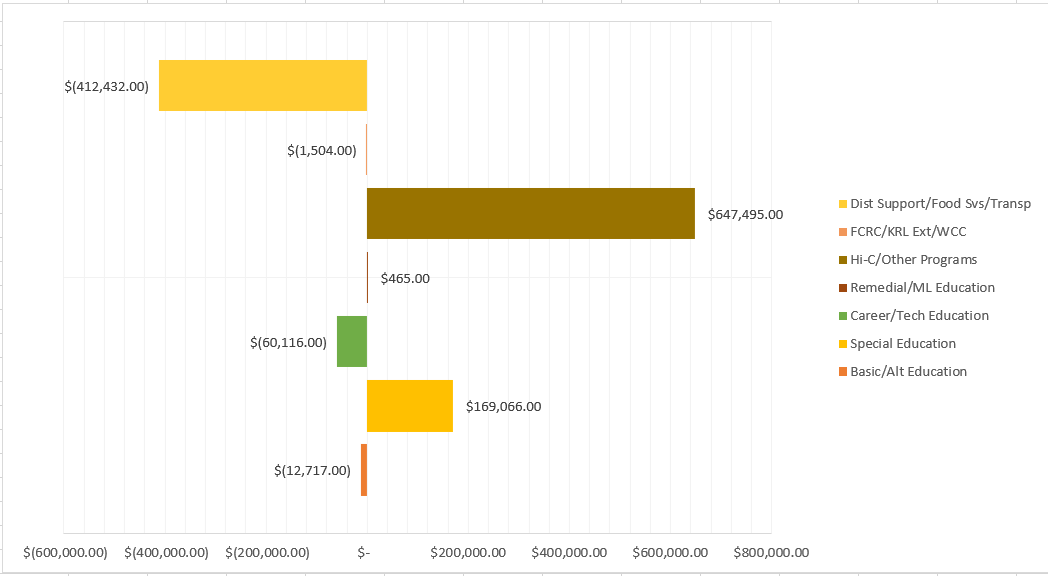 $(412,432.00)
$(1,504.00)
$647,495.00
$465.00
$(60,116.00)
$169,066.00
$(12,717.00)
$(600,000.00) $(400,000.00) $(200,000.00) $- $200,000.00 $400,000.00 $600,000.00 $800,000.00
Dist Support/Food Svs/Transp
FCRC/KRL Ext/WCC
Hi-C/Other Programs
Remedial/ML Education
Career/Tech Education
Special Education
Basic/Alt Education